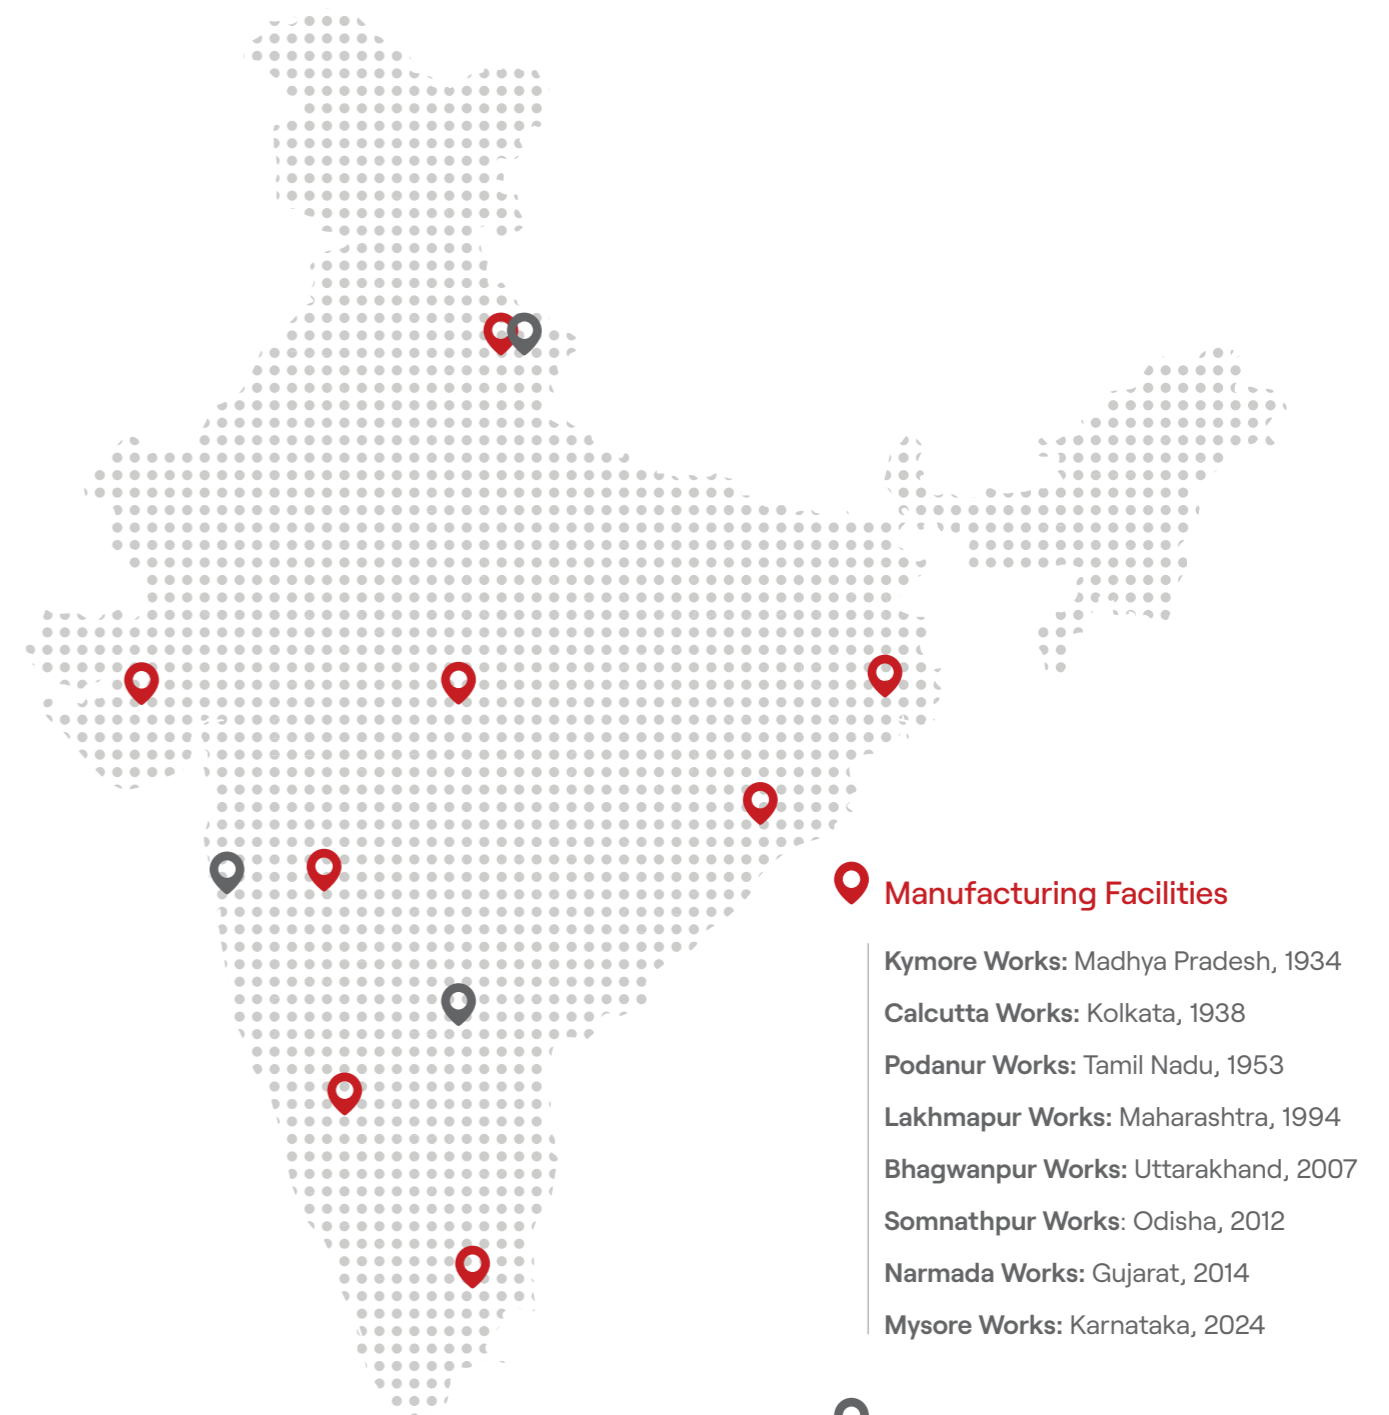 Manufacturing Facilities
Kymore Works: Madhya Pradesh, 1934
Calcutta Works: Kolkata, 1938
Podanur Works: Tamil Nadu, 1953
Lakhmapur Works: Maharashtra, 1994
Bhagwanpur Works: Uttarakhand, 2007
Somnathpur Works: Odisha, 2012
Narmada Works: Gujarat, 2014
Mysore Works: Karnataka, 2024